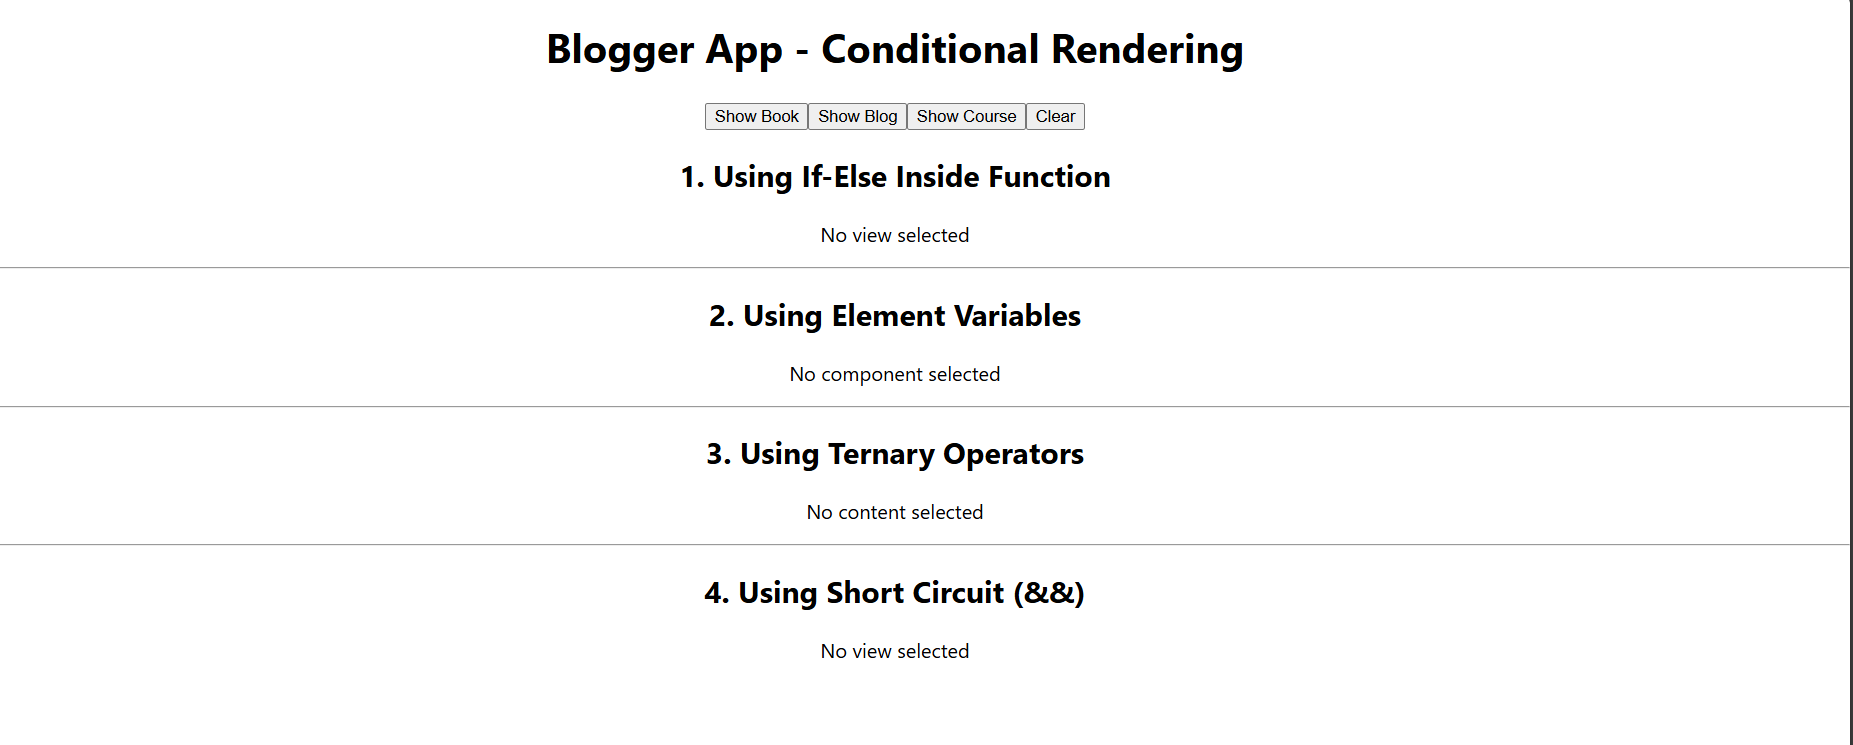 Blogger App - Conditional Rendering
Show Book Show Blog Show Course Clear
1. Using If-Else Inside Function
No view selected
2. Using Element Variables
No component selected
3. Using Ternary Operators
No content selected
4. Using Short Circuit (&&)
No view selected